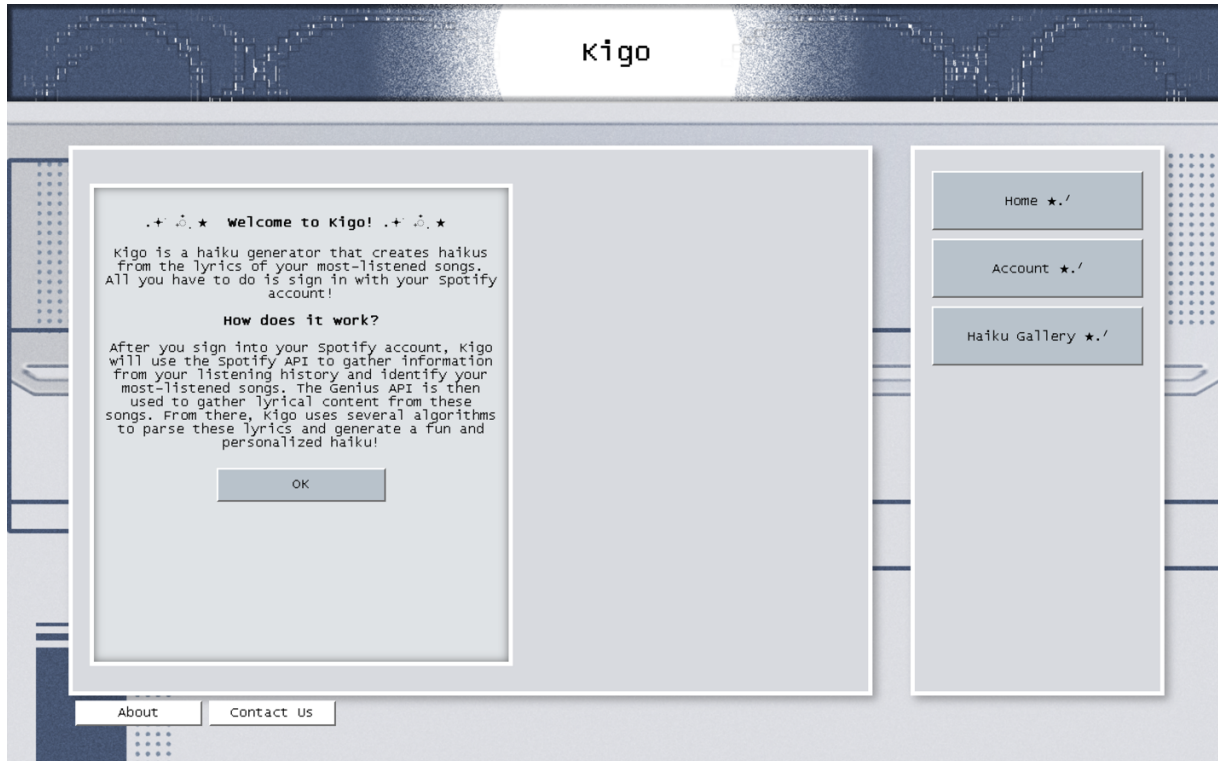 Kigo
.⁺˚ ೃ. ★ Welcome to Kigo! .⁺˚ ೃ. ★
Kigo is a haiku generator that creates haikus
from the lyrics of your most-listened songs.
All you have to do is sign in with your Spotify
account!
How does it work?
After you sign into your Spotify account, Kigo
will use the Spotify API to gather information
from your listening history and identify your
most-listened songs. The Genius API is then
used to gather lyrical content from these
songs. From there, Kigo uses several algorithms
to parse these lyrics and generate a fun and
personalized haiku!
OK
Home ★.ᐟ
Account ★.ᐟ
Haiku Gallery ★.ᐟ
About
Contact Us